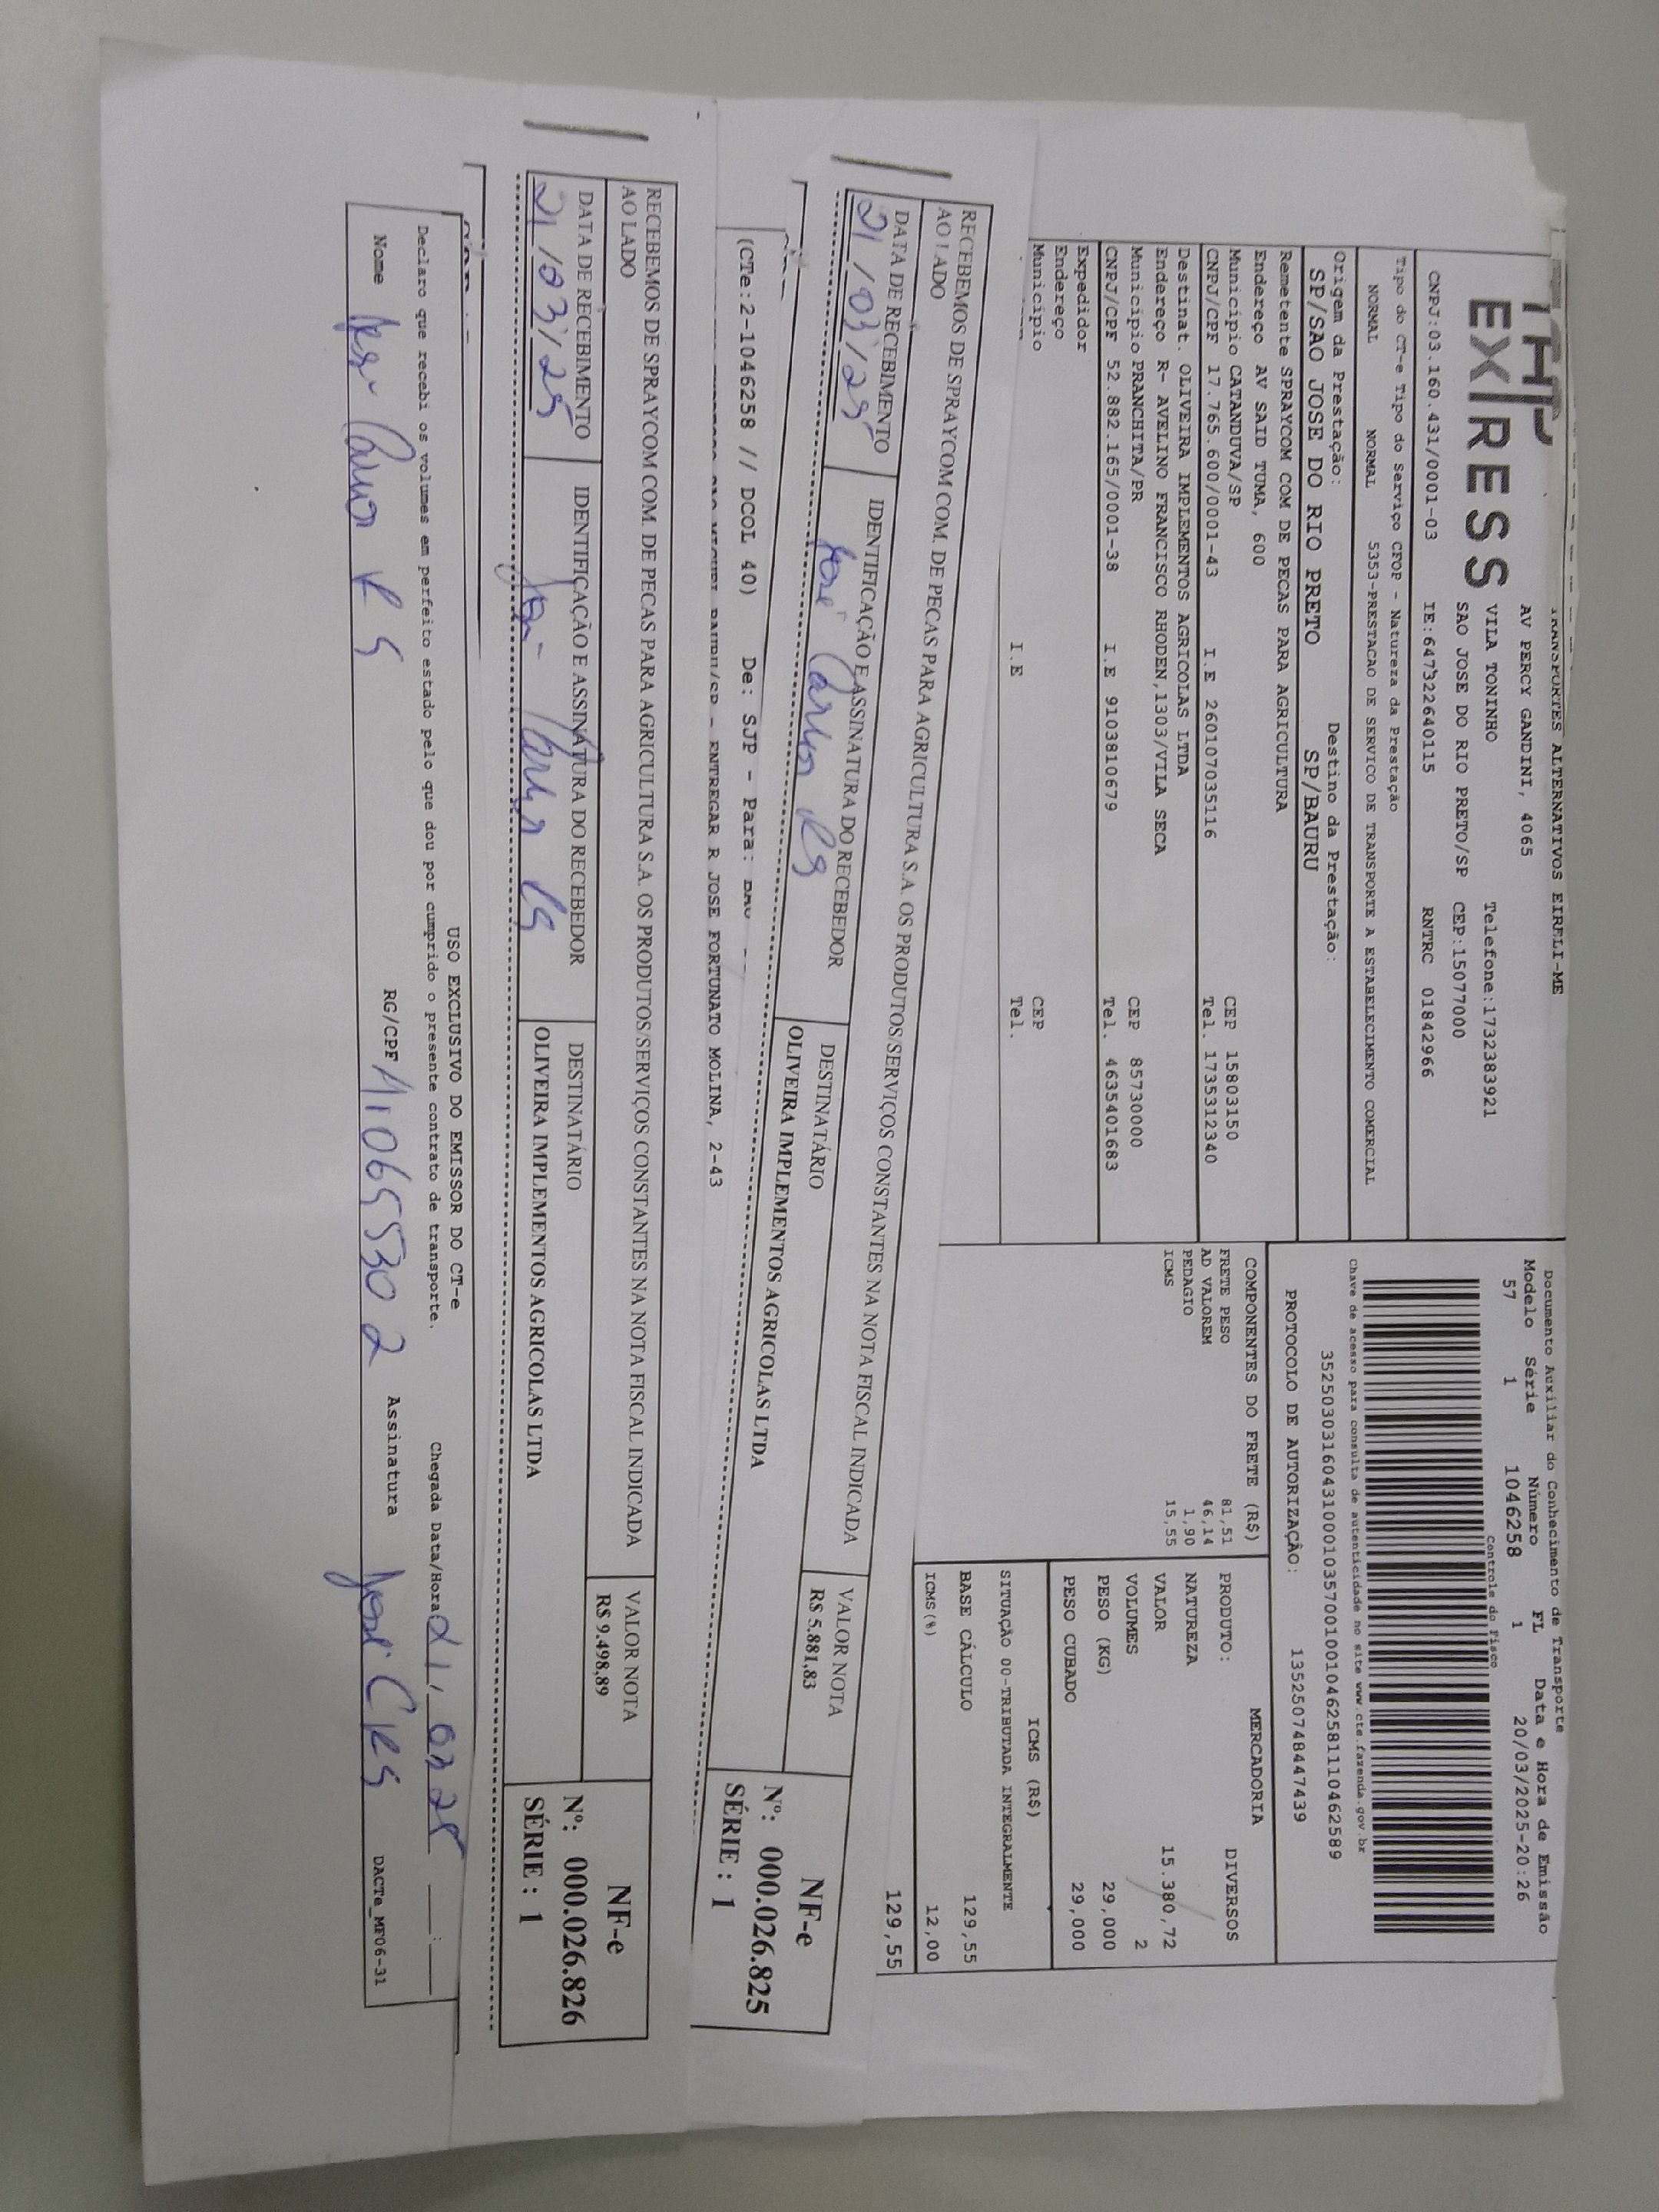 TRANSPORTES ALTERNATIVOS EIRELI-ME
EXPRESS
AV PERCY GANDINI, 4065
VILA TONINHO Telefone:1732383921
SAO JOSE DO RIO PRETO/SP CEP:15077000
CNPJ:03.160.431/0001-03 IE:647322640115 RNTRC 01842966
Tipo do CT-e Tipo do Serviço CFOP - Natureza da Prestação
NORMAL NORMAL 5353-PRESTACAO DE SERVICO DE TRANSPORTE A ESTABELECIMENTO COMERCIAL
Origem da Prestação: Destino da Prestação:
SP/SAO JOSE DO RIO PRETO SP/BAURU
Remetente SPRAYCOM COM DE PECAS PARA AGRICULTURA
Endereço AV SAID TUMA, 600
Municipio CATANDUVA/SP CEP 15803150
CNPJ/CPF 17.765.600/0001-43 I.E 260107035116 Tel. 1735312340
Destinat. OLIVEIRA IMPLEMENTOS AGRICOLAS LTDA
Endereço R- AVELINO FRANCISCO RHODEN,1303/VILA SECA
Municipio PRANCHITA/PR CEP 85730000
CNPJ/CPF 52.882.165/0001-38 I.E 9103810679 Tel. 4635401683
Expedidor
Endereço
Municipio CEP
I.E Tel.
Documento Auxiliar do Conhecimento de Transporte
Modelo Série Número FL Data e Hora de Emissão
57 1 1046258 1 20/03/2025-20:26
Controle do Fisco
Chave de acesso para consulta de autenticidade no site www.cte.fazenda.gov.br
35250303160431000103570010010462581110462589
PROTOCOLO DE AUTORIZAÇÃO: 135250748447439
COMPONENTES DO FRETE (R$)
FRETE PESO 81,51
AD VALOREM 46,14
PEDAGIO 1,90
ICMS 15,55
MERCADORIA
PRODUTO: DIVERSOS
NATUREZA
VALOR 15.380,72
VOLUMES 2
PESO (KG) 29,000
PESO CUBADO 29,000
ICMS (R$)
SITUAÇÃO 00-TRIBUTADA INTEGRALMENTE
BASE CÁLCULO 129,55
ICMS(%) 12,00
129,55
RECEBEMOS DE SPRAYCOM COM. DE PECAS PARA AGRICULTURA S.A. OS PRODUTOS/SERVIÇOS CONSTANTES NA NOTA FISCAL INDICADA
AO LADO
VALOR NOTA
R$ 5.881,83
DATA DE RECEBIMENTO IDENTIFICAÇÃO E ASSINATURA DO RECEBEDOR DESTINATÁRIO
21/03/25 José Carlos RS OLIVEIRA IMPLEMENTOS AGRICOLAS LTDA
NF-e
Nº: 000.026.825
SÉRIE : 1
(CTe:2-1046258 // DCOL 40) De: SJP - Para:
ENTREGAR R JOSE FORTUNATO MOLINA, 2-43
RECEBEMOS DE SPRAYCOM COM. DE PECAS PARA AGRICULTURA S.A. OS PRODUTOS/SERVIÇOS CONSTANTES NA NOTA FISCAL INDICADA
AO LADO
VALOR NOTA
R$ 9.498,89
DATA DE RECEBIMENTO IDENTIFICAÇÃO E ASSINATURA DO RECEBEDOR DESTINATÁRIO
21/03/25 OLIVEIRA IMPLEMENTOS AGRICOLAS LTDA
NF-e
Nº: 000.026.826
SÉRIE : 1
USO EXCLUSIVO DO EMISSOR DO CT-e
Declaro que recebi os volumes em perfeito estado pelo que dou por cumprido o presente contrato de transporte. Chegada Data/Hora
Nome RG/CPF Assinatura José CRS DACTe_MF06-31